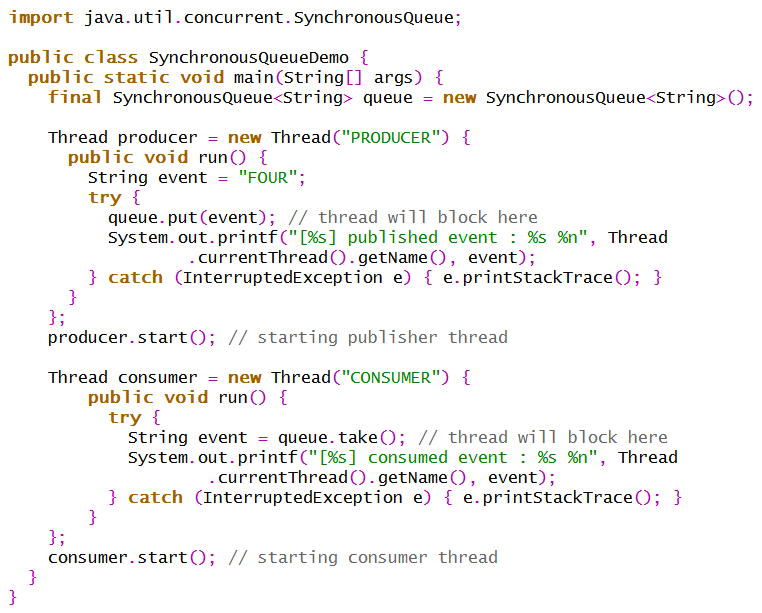 import java.util.concurrent.SynchronousQueue;

public class SynchronousQueueDemo {
  public static void main(String[] args) {
    final SynchronousQueue<String> queue = new SynchronousQueue<String>();

    Thread producer = new Thread("PRODUCER") {
      public void run() {
        String event = "FOUR";
        try {
          queue.put(event); // thread will block here
          System.out.printf("[%s] published event : %s %n", Thread
                  .currentThread().getName(), event);
        } catch (InterruptedException e) { e.printStackTrace(); }
      }
    };
    producer.start(); // starting publisher thread

    Thread consumer = new Thread("CONSUMER") {
        public void run() {
          try {
            String event = queue.take(); // thread will block here
            System.out.printf("[%s] consumed event : %s %n", Thread
                    .currentThread().getName(), event);
          } catch (InterruptedException e) { e.printStackTrace(); }
        }
    };
    consumer.start(); // starting consumer thread
  }
}